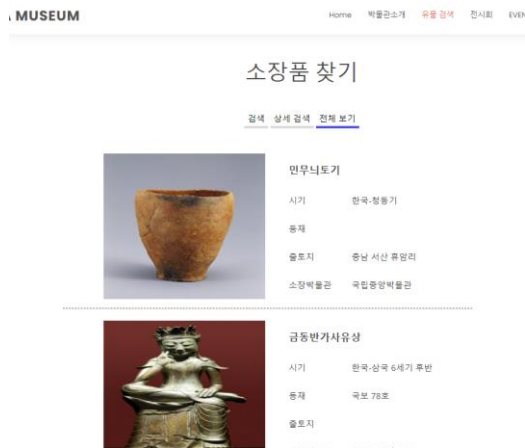 MUSEUM
Home 박물관소개 유물 검색 전시회 EVEN
소장품 찾기
검색 상세 검색 전체 보기
민무늬토기
시기 한국-청동기
등재
출토지 충남 서산 휴암리
소장박물관 국립중앙박물관
금동반가사유상
시기 한국-삼국 6세기 후반
등재 국보 78호
출토지